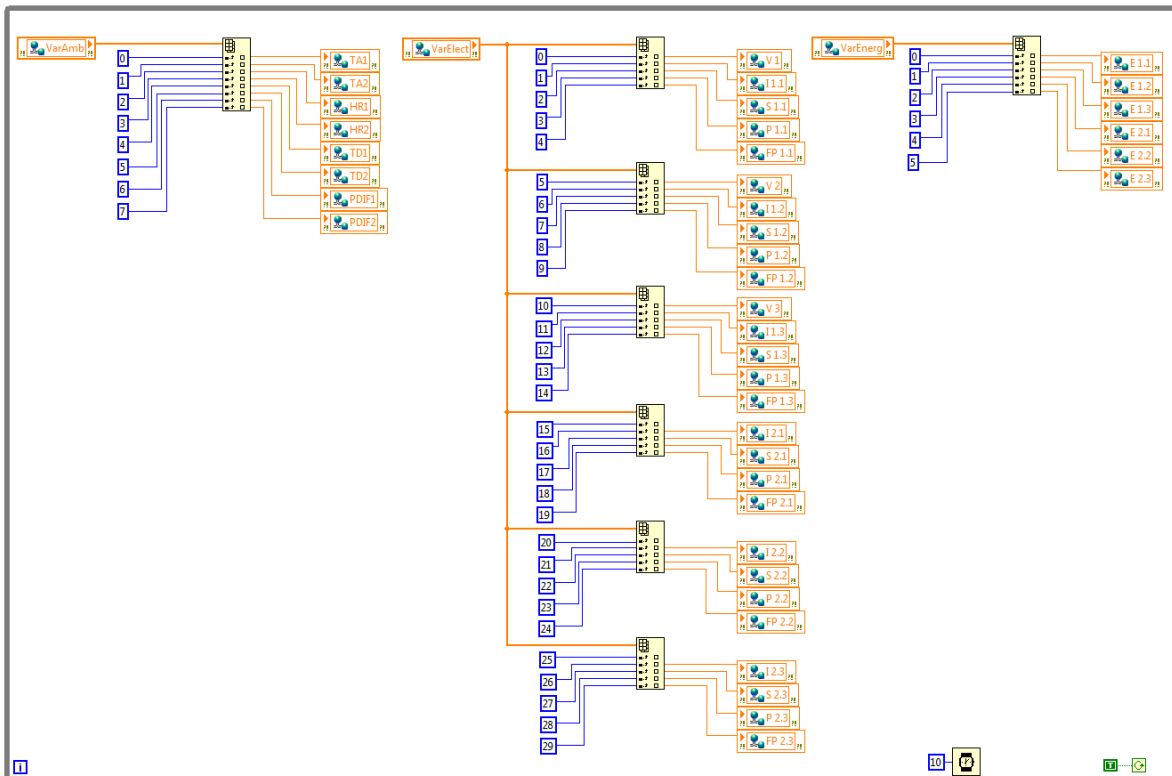 VarAmb
0
1
2
3
4
5
6
7
TA1
TA2
HR1
HR2
TD1
TD2
PDIF1
PDIF2
VarElect
0
1
2
3
4
V 1
I 1.1
S 1.1
P 1.1
FP 1.1
5
6
7
8
9
V 2
I 1.2
S 1.2
P 1.2
FP 1.2
10
11
12
13
14
V 3
I 1.3
S 1.3
P 1.3
FP 1.3
15
16
17
18
19
I 2.1
S 2.1
P 2.1
FP 2.1
20
21
22
23
24
I 2.2
S 2.2
P 2.2
FP 2.2
25
26
27
28
29
I 2.3
S 2.3
P 2.3
FP 2.3
VarEnerg
0
1
2
3
4
5
E 1.1
E 1.2
E 1.3
E 2.1
E 2.2
E 2.3
i
10
T